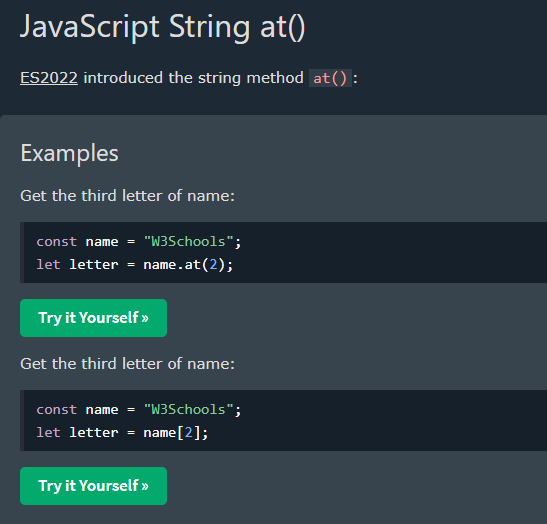 JavaScript String at()
ES2022 introduced the string method at():
Examples
Get the third letter of name:
const name = "W3Schools";
let letter = name.at(2);
Try it Yourself »
Get the third letter of name:
const name = "W3Schools";
let letter = name[2];
Try it Yourself »